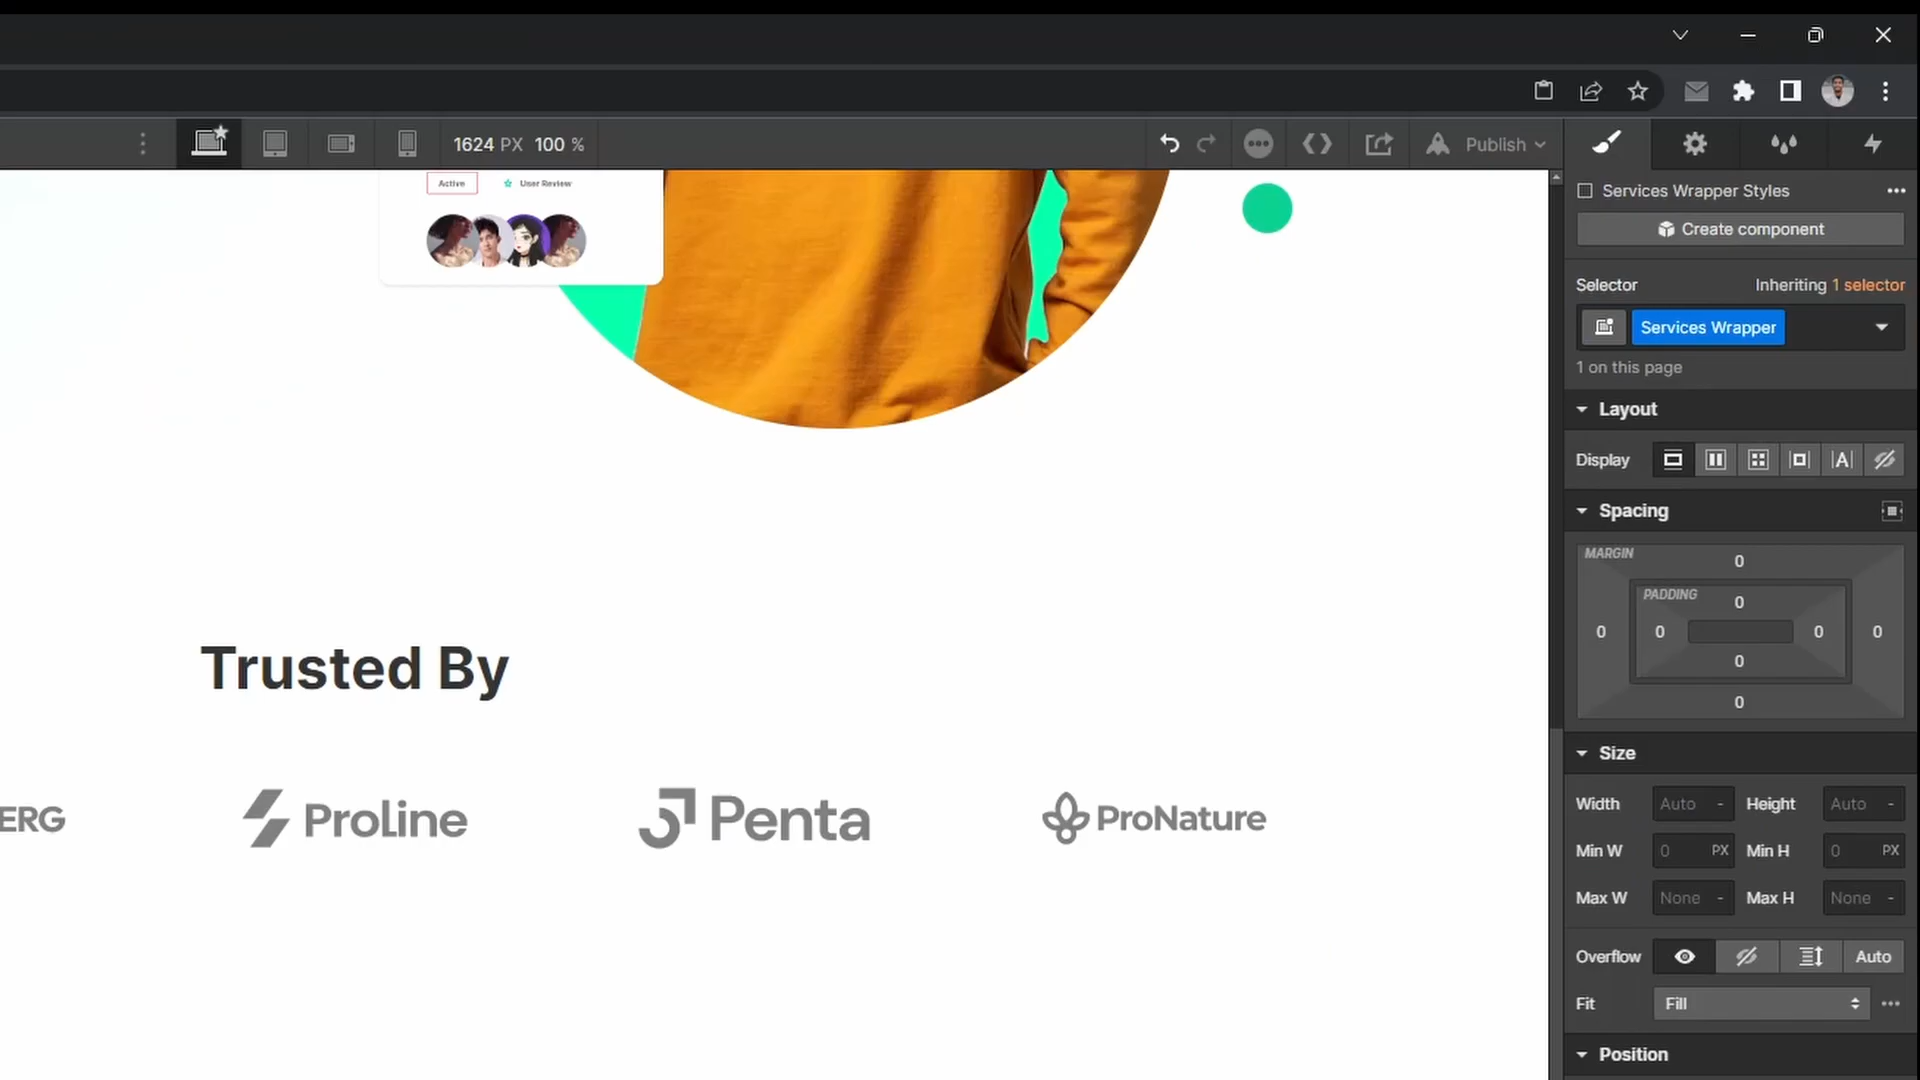 1624 PX 100 %
Publish
Services Wrapper Styles
Create component
Selector
Inheriting 1 selector
Services Wrapper
1 on this page
Layout
Display
A
Spacing
MARGIN
0
PADDING
0
0
0
0
0
0
0
Size
Width
Auto
-
Height
Auto
-
Min W
0
PX
Min H
0
PX
Max W
None
-
Max H
None
-
Overflow
Auto
Fit
Fill
Position
Active
User Review
Trusted By
ERG
Proline
Penta
ProNature